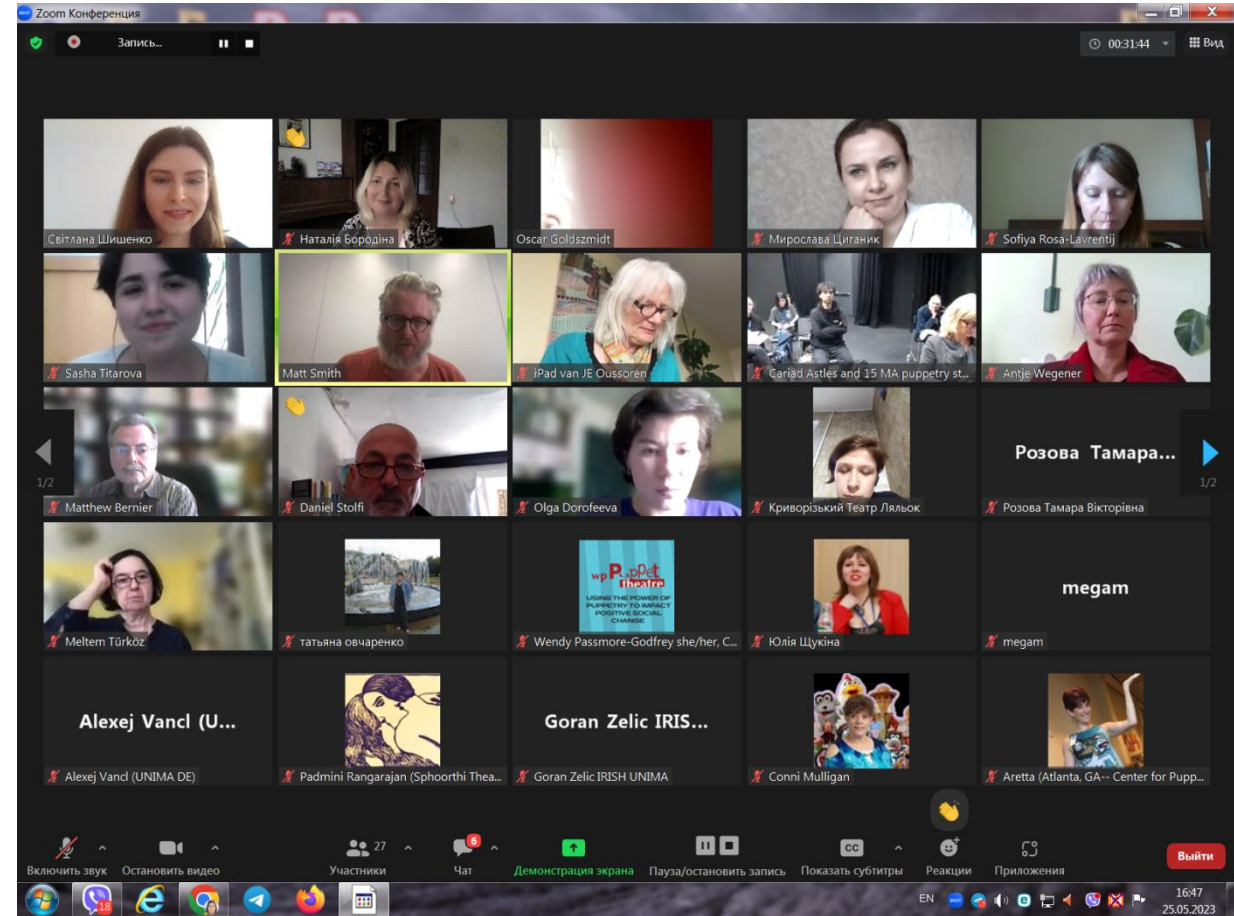 Zoom Конференция
Запись...
00:31:44
Вид
Світлана Шишенко
Наталія Бородіна
Oscar Goldszmidt
Мирослава Циганик
Sofiya Rosa-Lavrentij
Sasha Titarova
Matt Smith
iPad van JE Oussoren
Cariad Astles and 15 MA puppetry st...
Antje Wegener
1/2
Matthew Bernier
Daniel Stolfi
Olga Dorofeeva
Криворізький Театр Ляльок
Розова Тамара...
Розова Тамара Вікторівна
1/2
Meltem Türköz
татьяна овчаренко
wp Puppet
theatre
USING THE POWER OF
PUPPETRY TO IMPACT
POSITIVE SOCIAL
CHANGE
Wendy Passmore-Godfrey she/her, C...
Юлія Щукіна
megam
megam
Alexej Vancl (U...
Alexej Vancl (UNIMA DE)
Padmini Rangarajan (Sphoorthi Thea...
Goran Zelic IRIS...
Goran Zelic IRISH UNIMA
Conni Mulligan
Aretta (Atlanta, GA-- Center for Pupp...
Включить звук
Остановить видео
27
Участники
6
Чат
Демонстрация экрана
Пауза/остановить запись
CC
Показать субтитры
Реакции
Приложения
Выйти
18
EN
16:47
25.05.2023